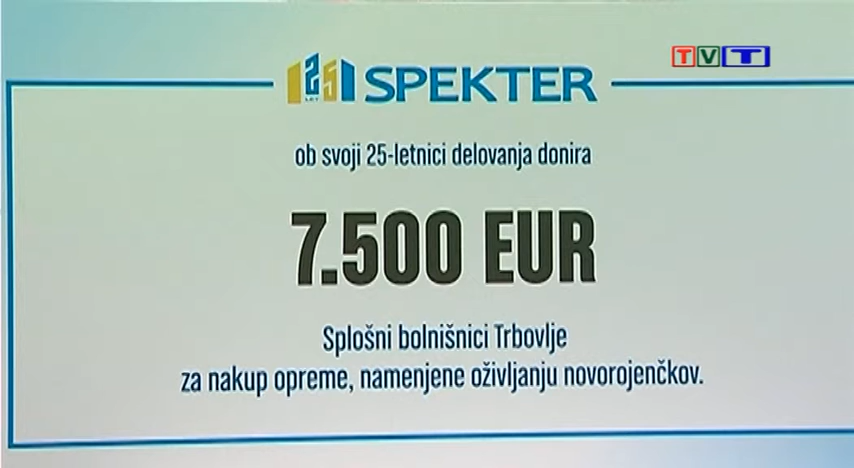 25 LET SPEKTER
TVT
ob svoji 25-letnici delovanja donira
7.500 EUR
Splošni bolnišnici Trbovlje
za nakup opreme, namenjene oživljanju novorojenčkov.